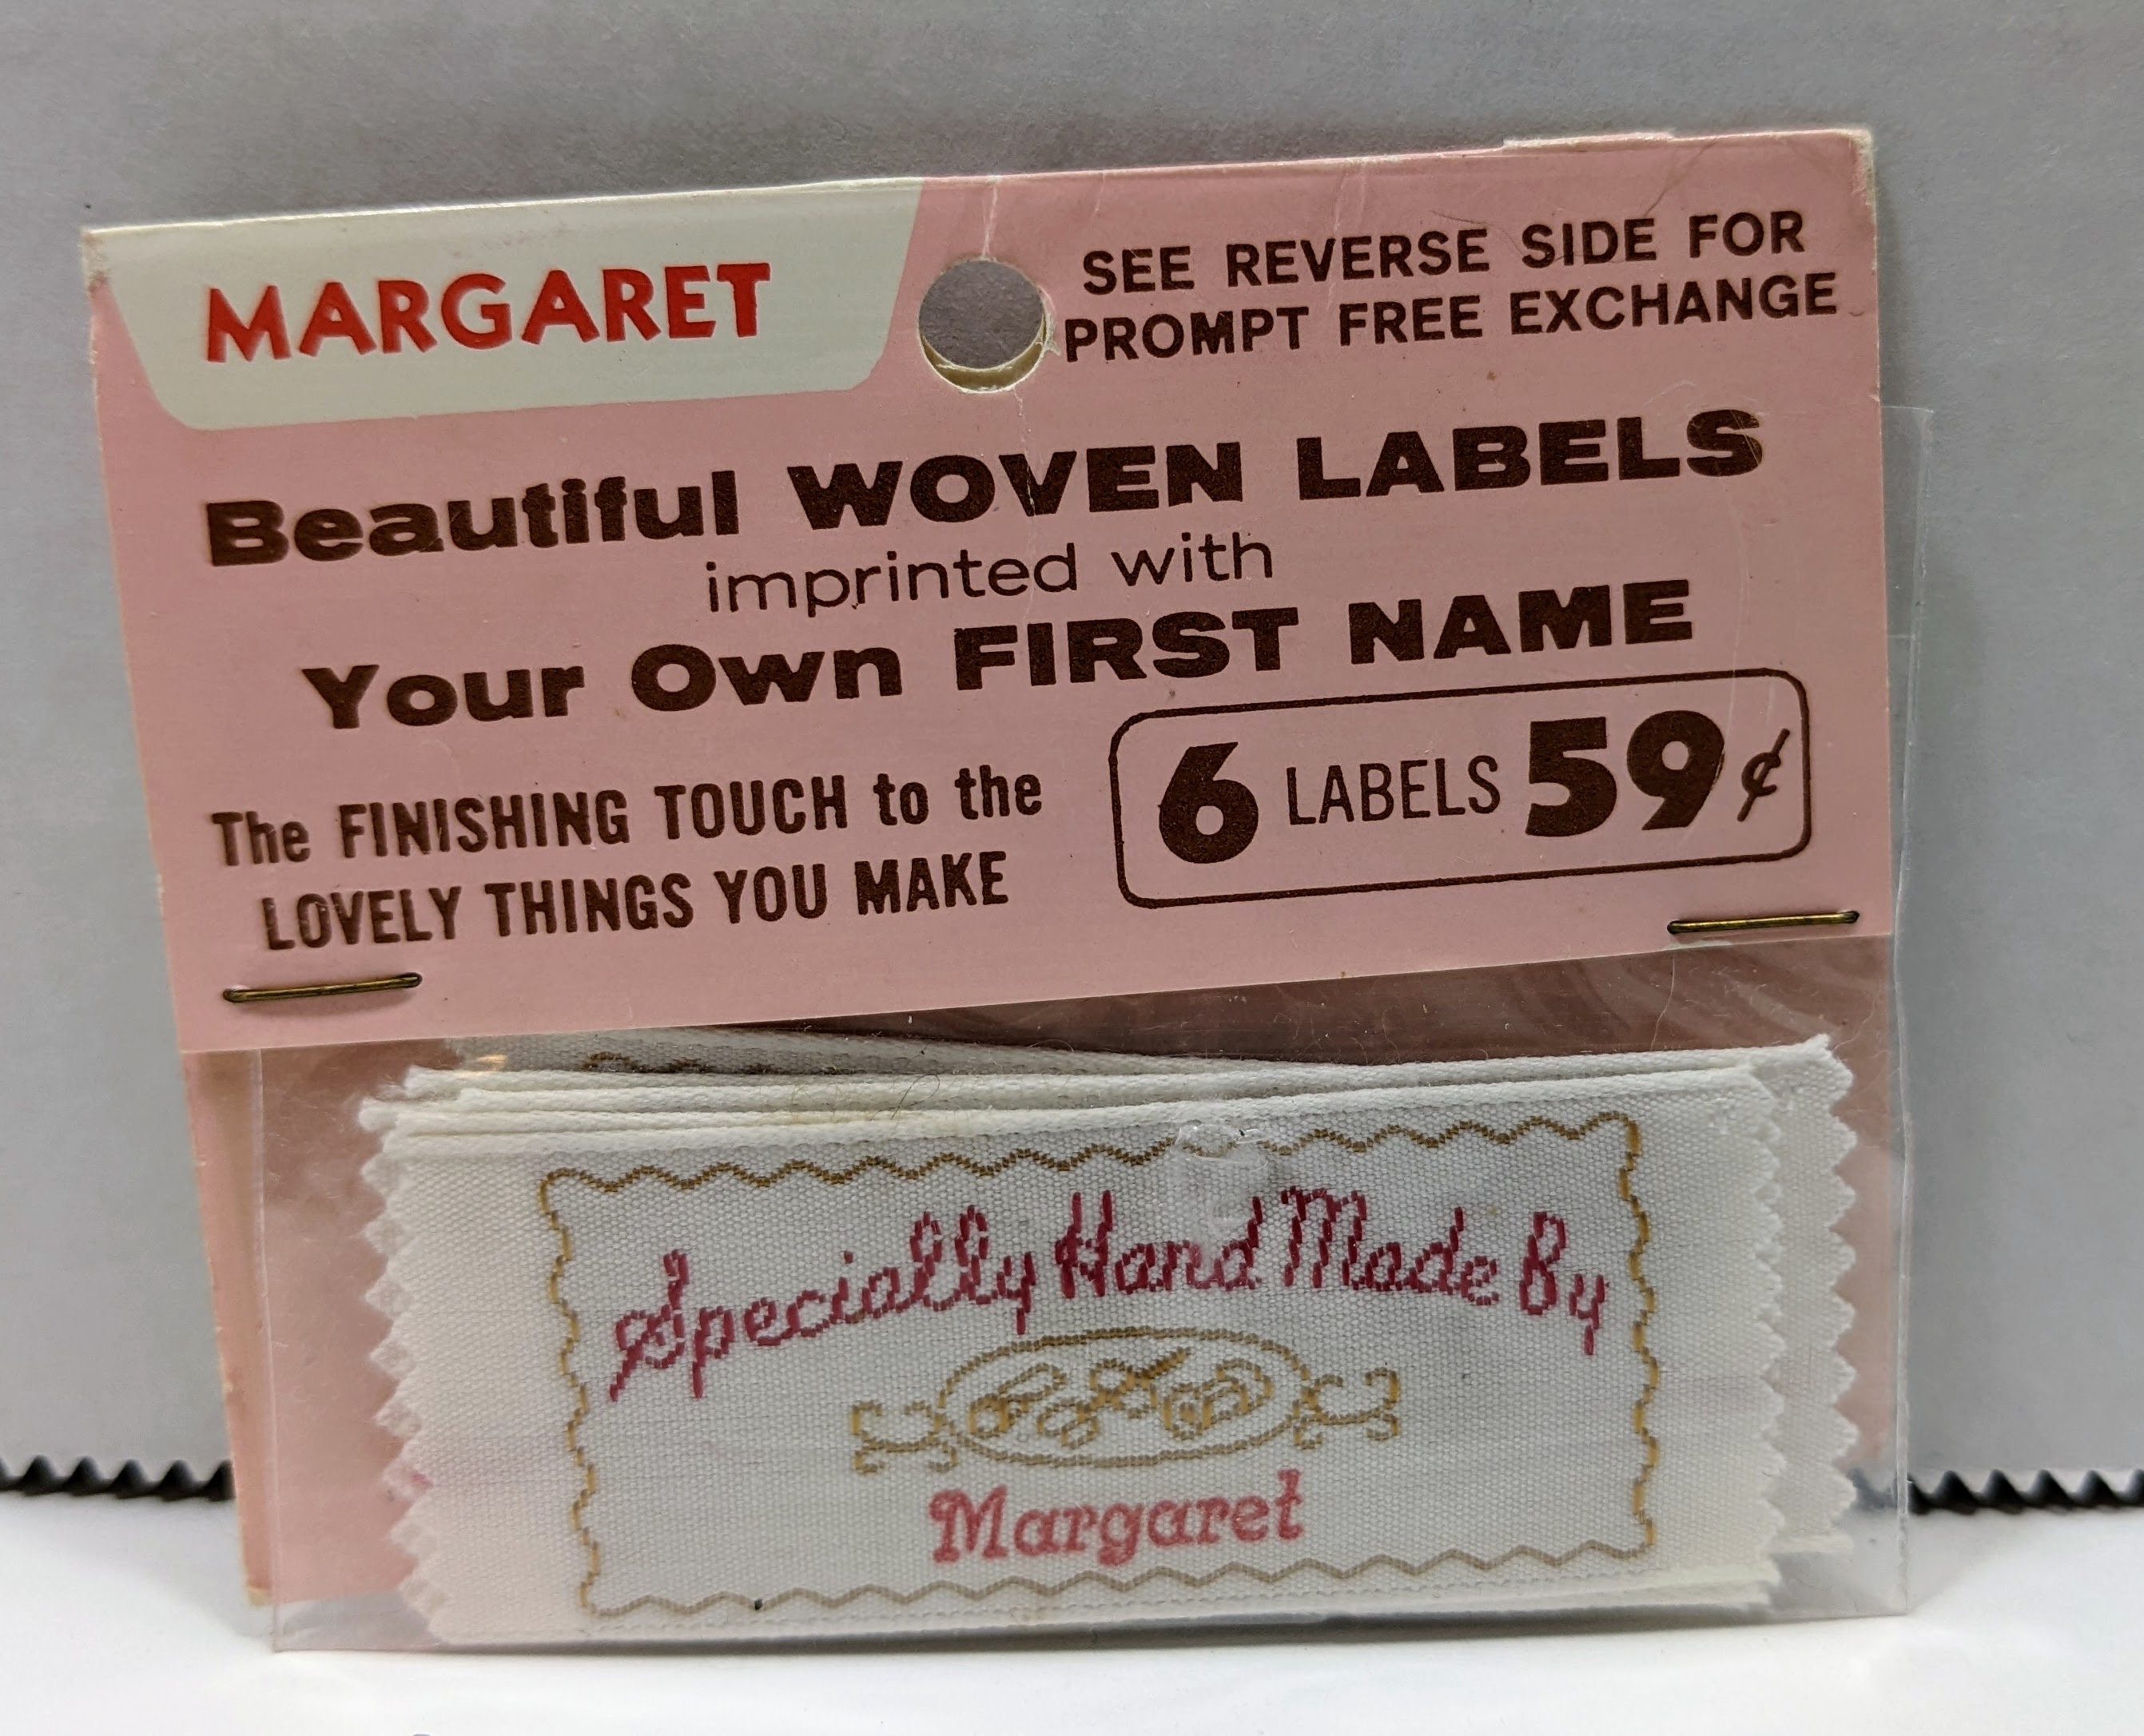 MARGARET
SEE REVERSE SIDE FOR
PROMPT FREE EXCHANGE
Beautiful WOVEN LABELS
imprinted with
Your Own FIRST NAME
The FINISHING TOUCH to the
LOVELY THINGS YOU MAKE
6 LABELS 59¢
Specially Hand Made By
Margaret